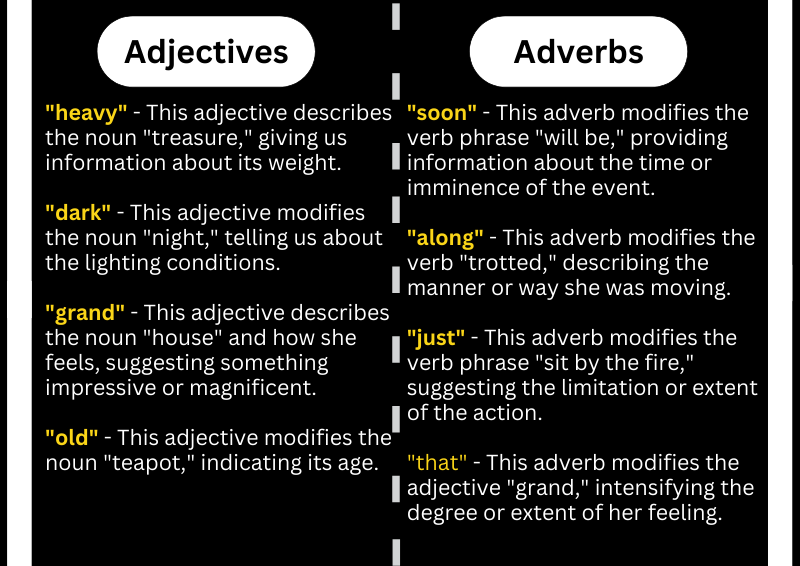 Adjectives
"heavy" - This adjective describes
the noun "treasure," giving us
information about its weight.
"dark" - This adjective modifies
the noun "night," telling us about
the lighting conditions.
"grand" - This adjective describes
the noun "house" and how she
feels, suggesting something
impressive or magnificent.
"old" - This adjective modifies the
noun "teapot," indicating its age.
Adverbs
"soon" - This adverb modifies the
verb phrase "will be," providing
information about the time or
imminence of the event.
"along" - This adverb modifies the
verb "trotted," describing the
manner or way she was moving.
"just" - This adverb modifies the
verb phrase "sit by the fire,"
suggesting the limitation or extent
of the action.
"that" - This adverb modifies the
adjective "grand," intensifying the
degree or extent of her feeling.